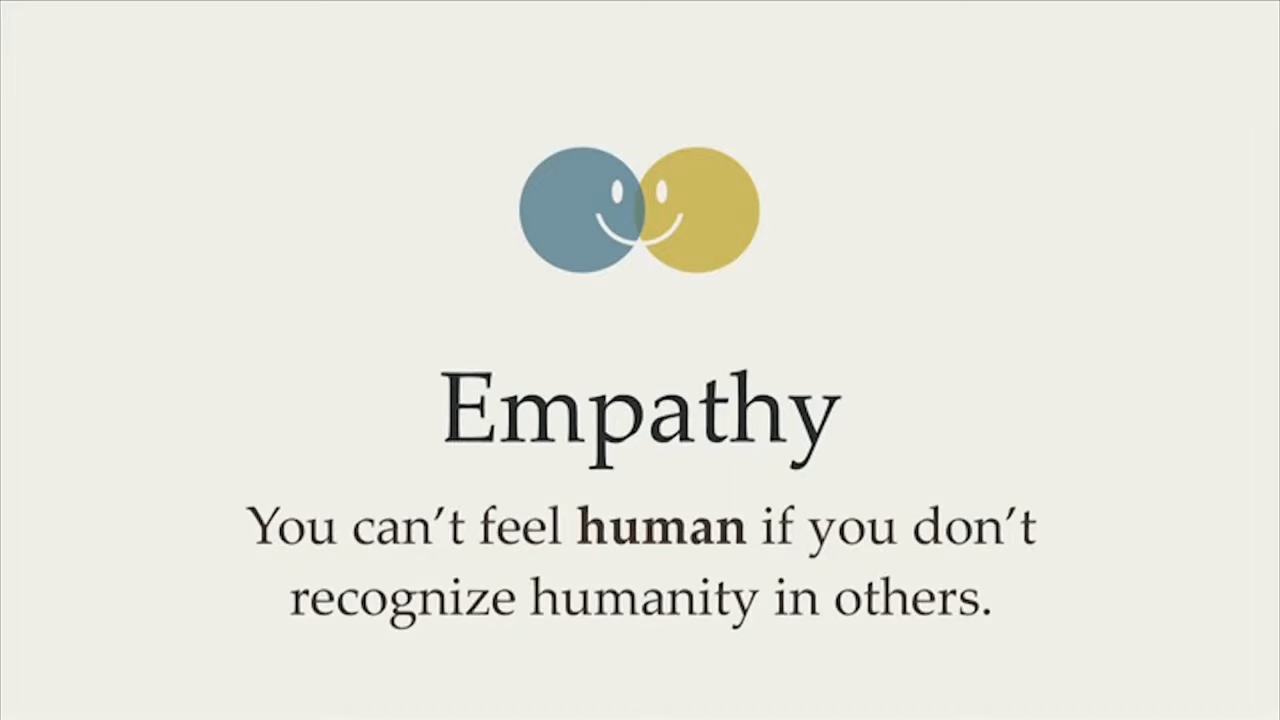 Empathy
You can’t feel human if you don’t
recognize humanity in others.